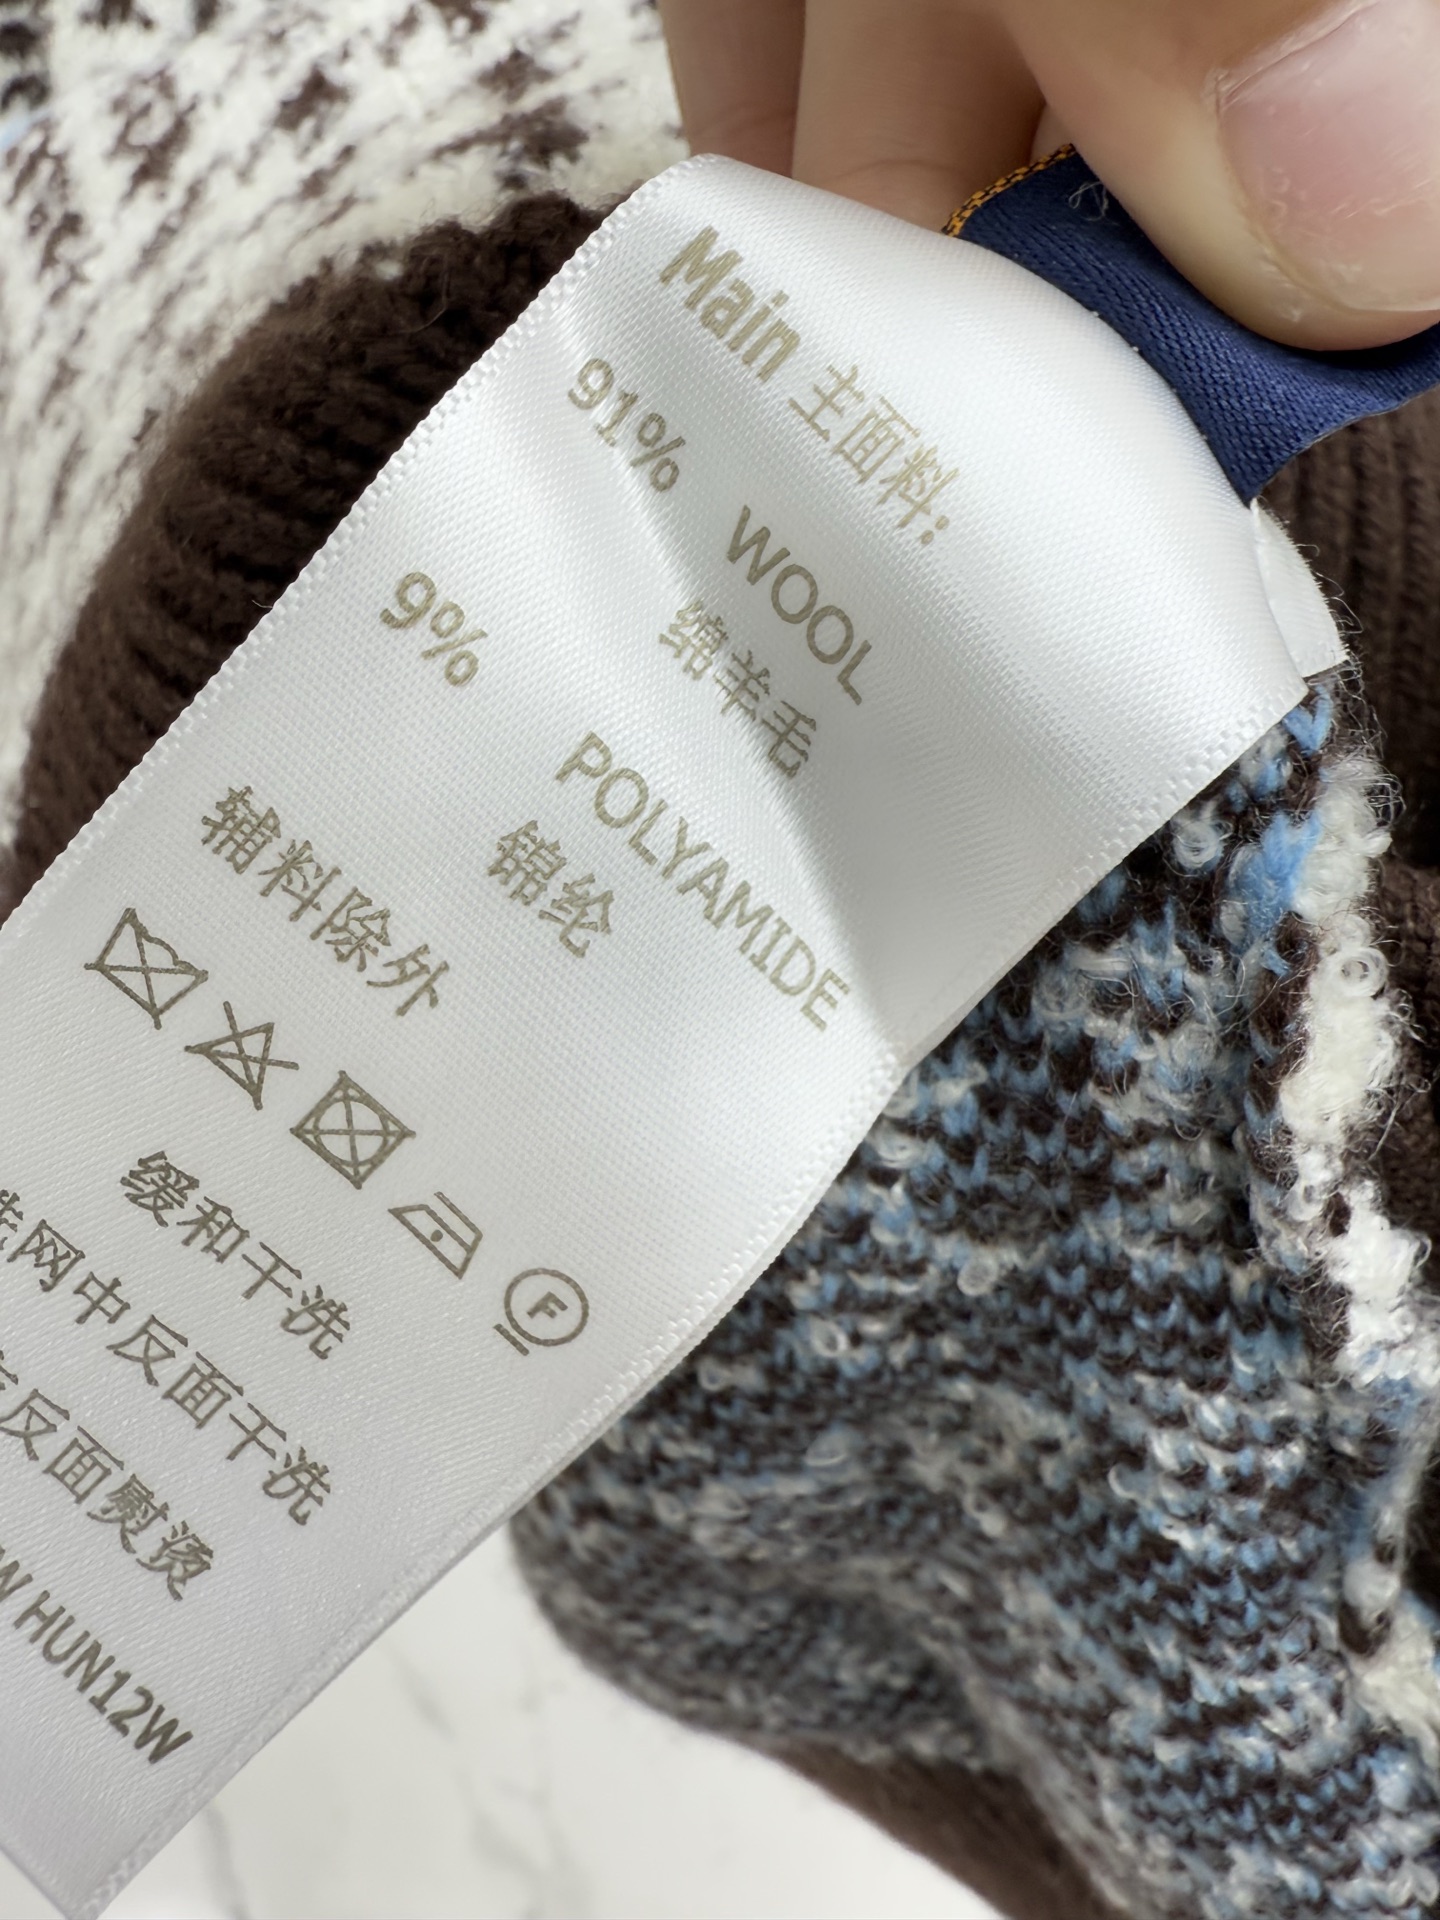 Main 主面料:
91% WOOL
绵羊毛
9% POLYAMIDE
锦纶
辅料除外
F
缓和干洗
网中反面干洗
反面熨烫
HUN12W